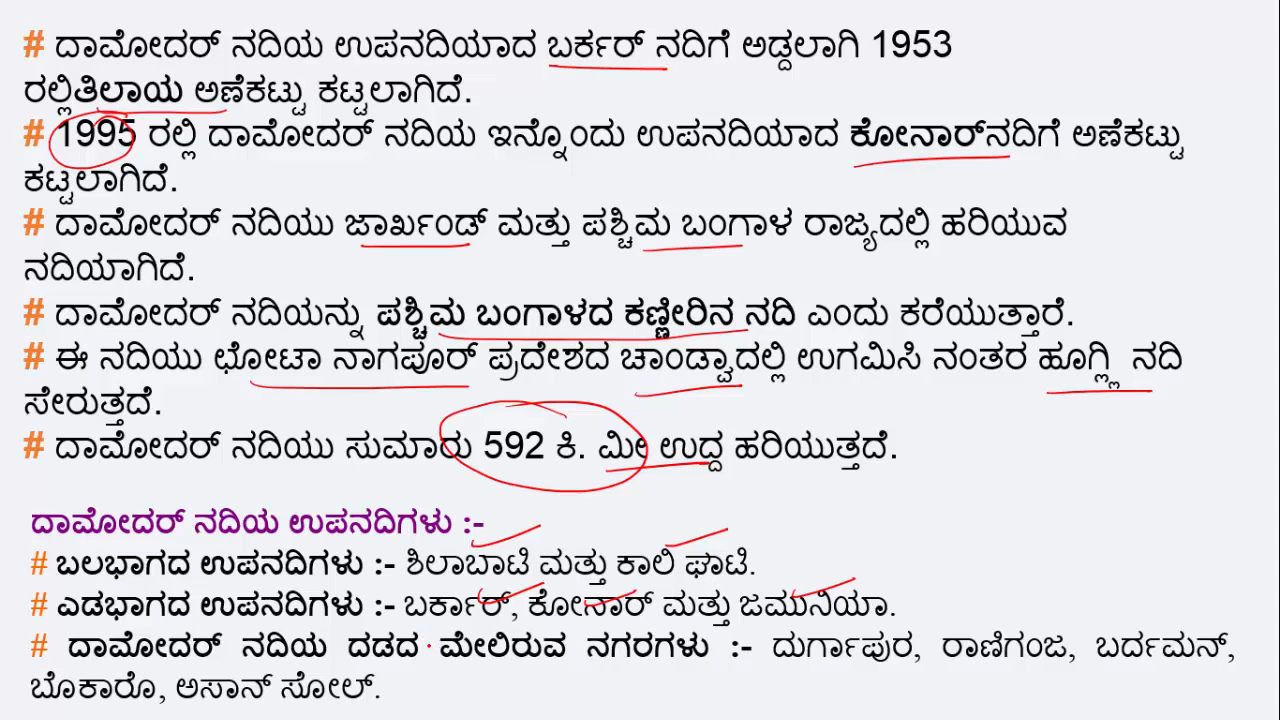 # ದಾಮೋದರ್ ನದಿಯ ಉಪನದಿಯಾದ ಬರ್ಕರ್ ನದಿಗೆ ಅಡ್ಡಲಾಗಿ 1953
ರಲ್ಲಿತಿಲಾಯ ಅಣೆಕಟ್ಟು ಕಟ್ಟಲಾಗಿದೆ.
# 1995 ರಲ್ಲಿ ದಾಮೋದರ್ ನದಿಯ ಇನ್ನೊಂದು ಉಪನದಿಯಾದ ಕೋನಾರ್‌ನದಿಗೆ ಅಣೆಕಟ್ಟು
ಕಟ್ಟಲಾಗಿದೆ.
# ದಾಮೋದರ್ ನದಿಯು ಜಾರ್ಖಂಡ್ ಮತ್ತು ಪಶ್ಚಿಮ ಬಂಗಾಳ ರಾಜ್ಯದಲ್ಲಿ ಹರಿಯುವ
ನದಿಯಾಗಿದೆ.
# ದಾಮೋದರ್ ನದಿಯನ್ನು ಪಶ್ಚಿಮ ಬಂಗಾಳದ ಕಣ್ಣೀರಿನ ನದಿ ಎಂದು ಕರೆಯುತ್ತಾರೆ.
# ಈ ನದಿಯು ಛೋಟಾ ನಾಗಪೂರ್ ಪ್ರದೇಶದ ಚಾಂಡ್ವಾದಲ್ಲಿ ಉಗಮಿಸಿ ನಂತರ ಹೂಗ್ಲ್ಲಿ ನದಿ
ಸೇರುತ್ತದೆ.
# ದಾಮೋದರ್ ನದಿಯು ಸುಮಾರು 592 ಕಿ. ಮೀ ಉದ್ದ ಹರಿಯುತ್ತದೆ.
ದಾಮೋದರ್ ನದಿಯ ಉಪನದಿಗಳು :-
# ಬಲಭಾಗದ ಉಪನದಿಗಳು :- ಶಿಲಾಬಾಟಿ ಮತ್ತು ಕಾಲಿ ಘಾಟಿ.
# ಎಡಭಾಗದ ಉಪನದಿಗಳು :- ಬರ್ಕಾರ್, ಕೋನಾರ್ ಮತ್ತು ಜಮುನಿಯಾ.
# ದಾಮೋದರ್ ನದಿಯ ದಡದ ಮೇಲಿರುವ ನಗರಗಳು :- ದುರ್ಗಾಪುರ, ರಾಣಿಗಂಜ, ಬರ್ದಮನ್,
ಬೊಕಾರೊ, ಅಸಾನ್ ಸೋಲ್.